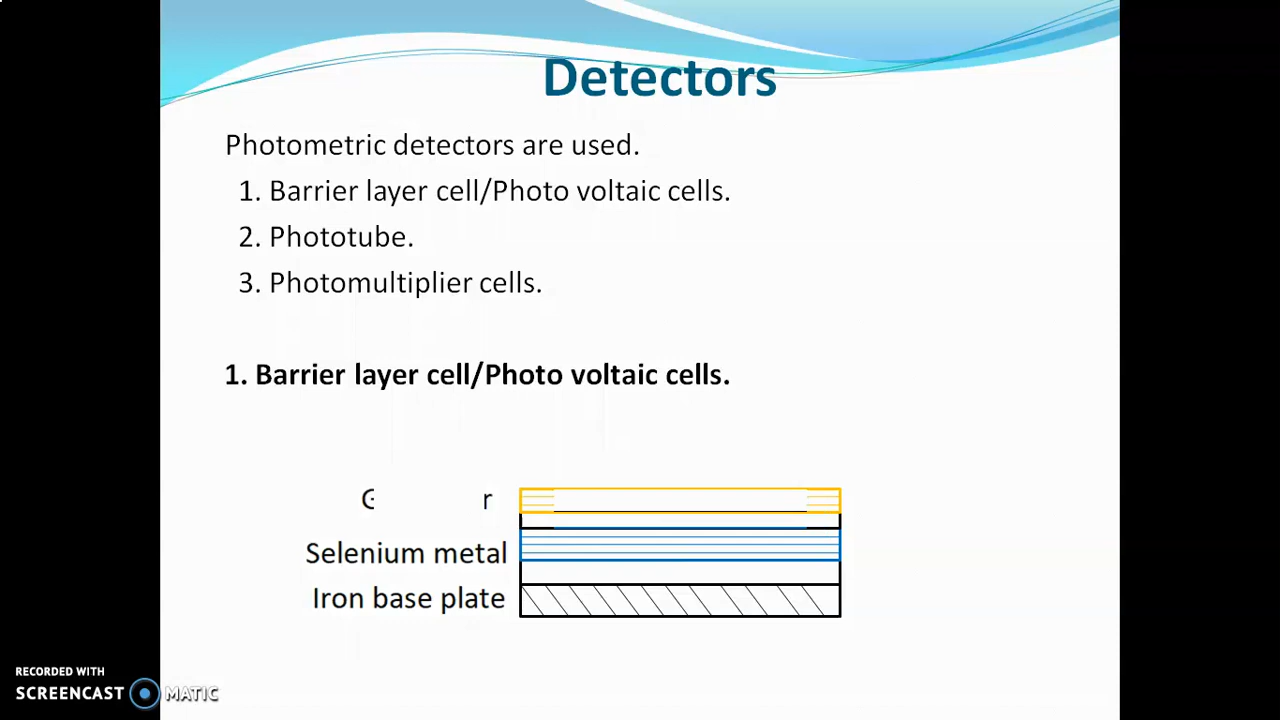 Detectors
Photometric detectors are used.
1. Barrier layer cell/Photo voltaic cells.
2. Phototube.
3. Photomultiplier cells.
1. Barrier layer cell/Photo voltaic cells.
Selenium metal
Iron base plate
RECORDED WITH
SCREENCAST MATIC